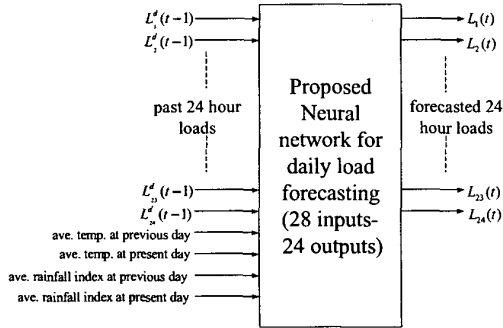 L₁ᵈ(t−1)
L₂ᵈ(t−1)
past 24 hour
loads
L₂₃ᵈ(t−1)
L₂₄ᵈ(t−1)
ave. temp. at previous day
ave. temp. at present day
ave. rainfall index at previous day
ave. rainfall index at present day
Proposed
Neural
network for
daily load
forecasting
(28 inputs-
24 outputs)
L₁(t)
L₂(t)
forecasted 24
hour loads
L₂₃(t)
L₂₄(t)